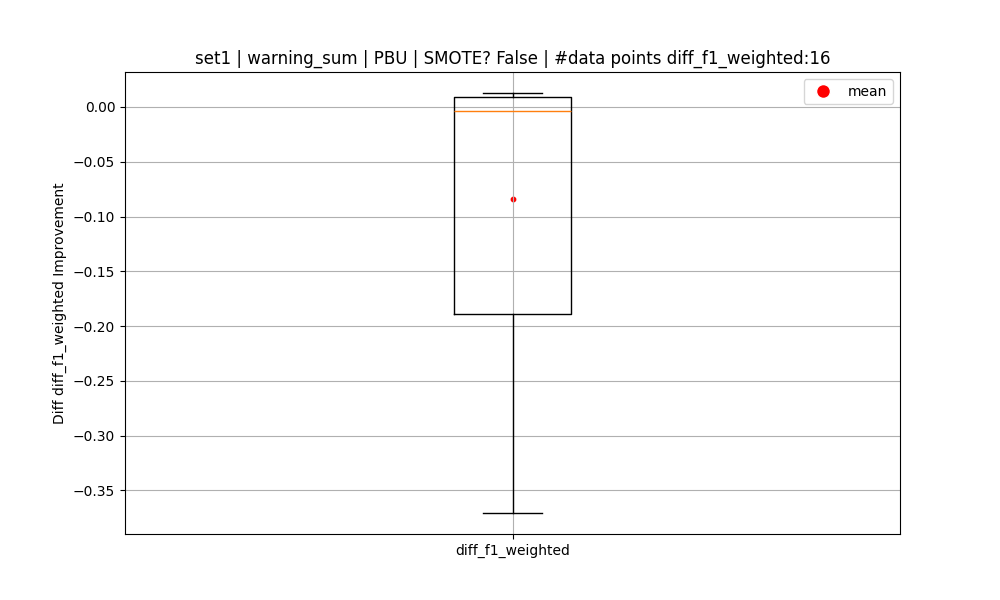 set1 | warning_sum | PBU | SMOTE? False | #data points diff_f1_weighted:16
mean
0.00
−0.05
−0.10
−0.15
−0.20
−0.25
−0.30
−0.35
Diff diff_f1_weighted Improvement
diff_f1_weighted